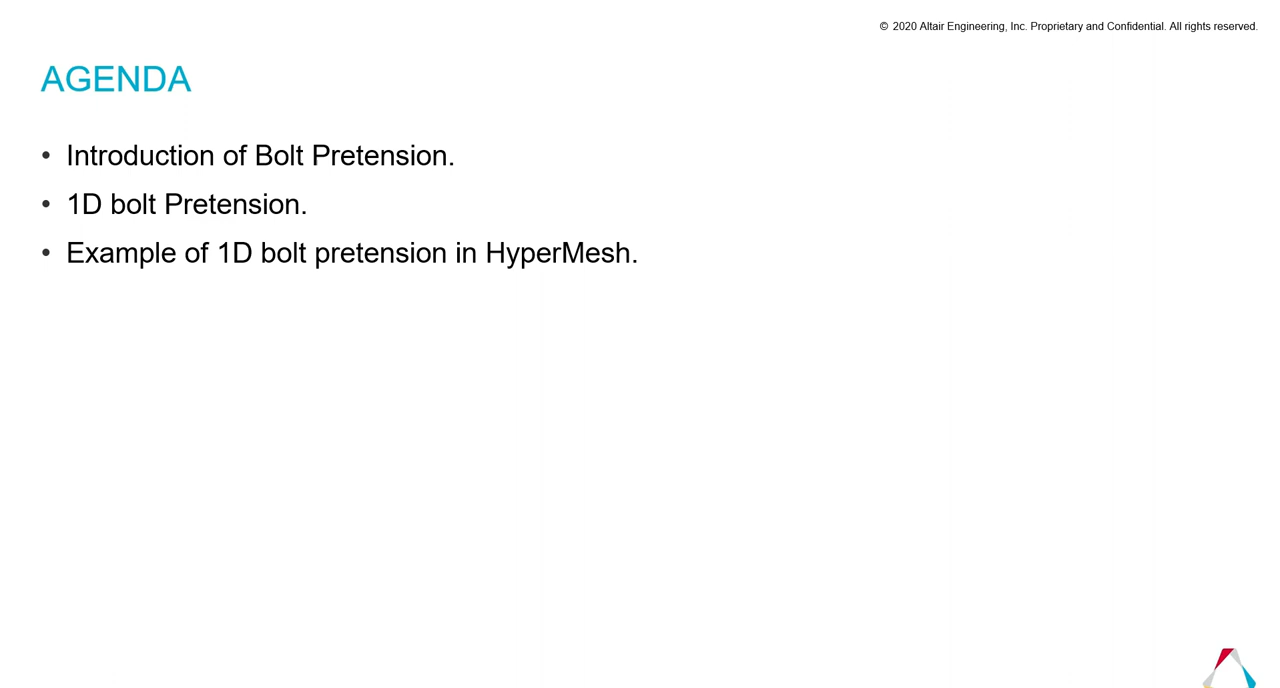 © 2020 Altair Engineering, Inc. Proprietary and Confidential. All rights reserved.
AGENDA
• Introduction of Bolt Pretension.
• 1D bolt Pretension.
• Example of 1D bolt pretension in HyperMesh.